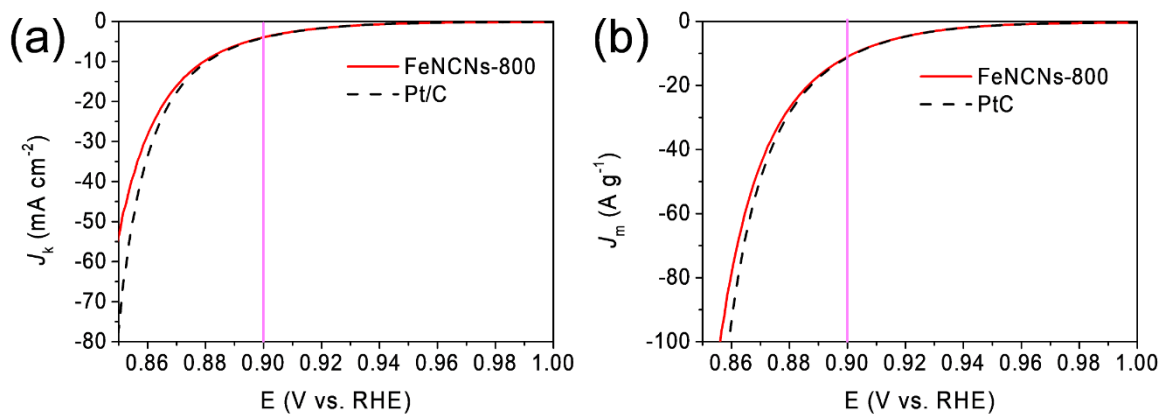 (a)
0
-10
-20
-30
-40
-50
-60
-70
-80
J_k (mA cm⁻²)
FeNCNs-800
Pt/C
0.86 0.88 0.90 0.92 0.94 0.96 0.98 1.00
E (V vs. RHE)
(b)
0
-20
-40
-60
-80
-100
J_m (A g⁻¹)
FeNCNs-800
PtC
0.86 0.88 0.90 0.92 0.94 0.96 0.98 1.00
E (V vs. RHE)